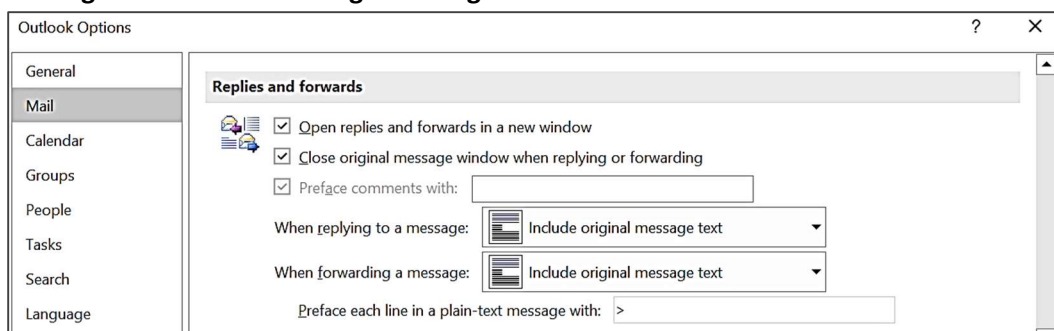 Outlook Options ? ✕
General
Mail
Calendar
Groups
People
Tasks
Search
Language
Replies and forwards
Open replies and forwards in a new window
Close original message window when replying or forwarding
Preface comments with:
When replying to a message: Include original message text
When forwarding a message: Include original message text
Preface each line in a plain-text message with: >